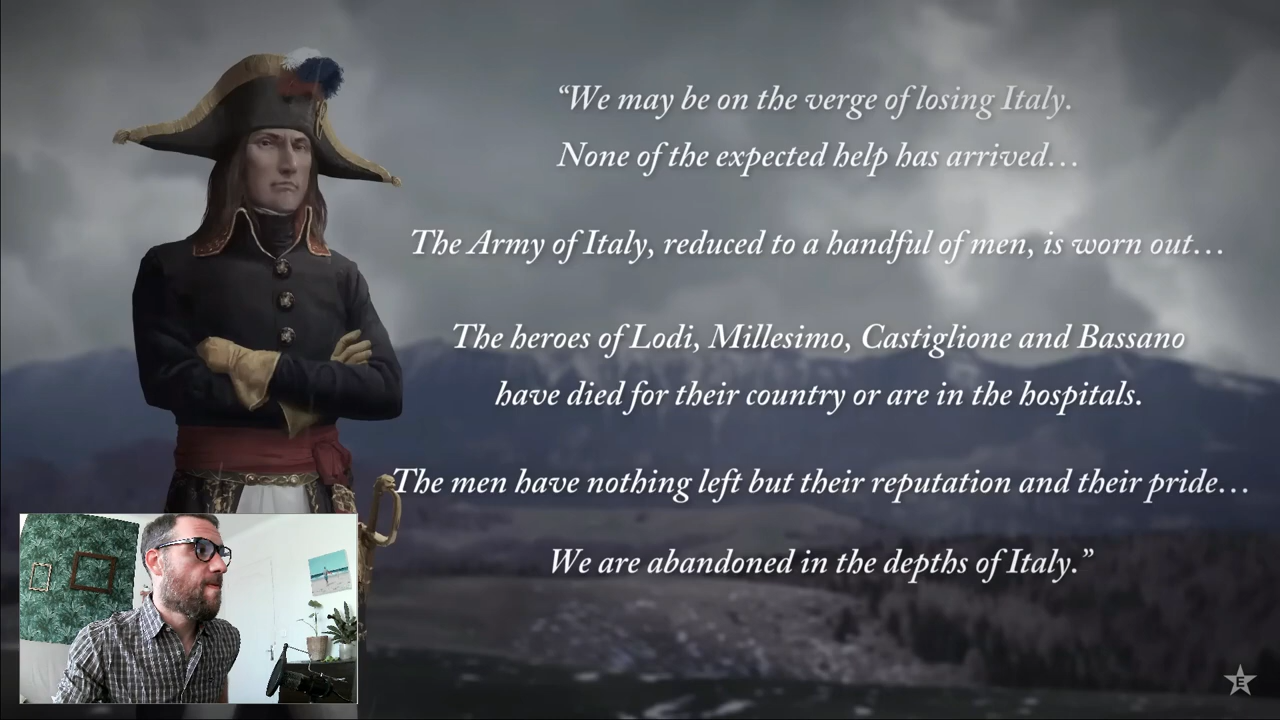 “We may be on the verge of losing Italy.
None of the expected help has arrived…
The Army of Italy, reduced to a handful of men, is worn out…
The heroes of Lodi, Millesimo, Castiglione and Bassano
have died for their country or are in the hospitals.
The men have nothing left but their reputation and their pride…
We are abandoned in the depths of Italy.”
E